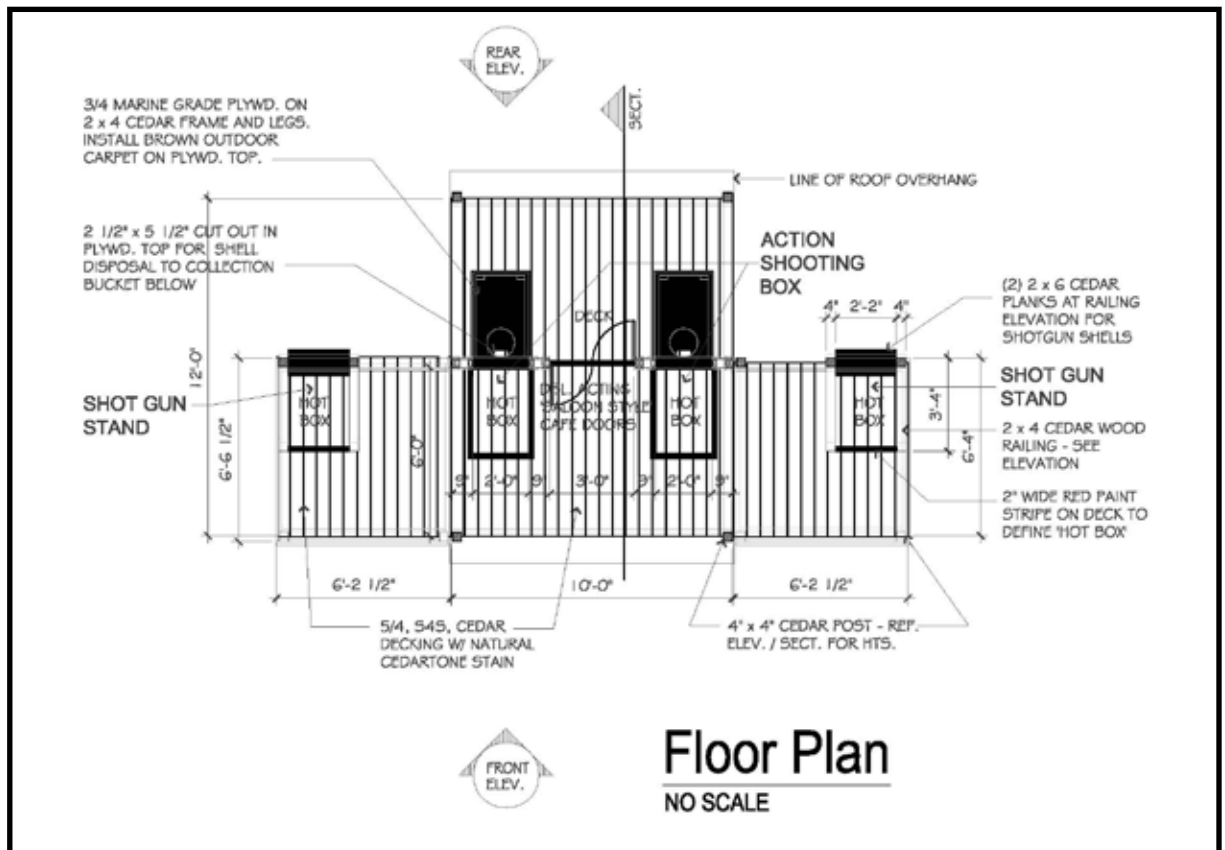 REAR
ELEV.
SECT.
3/4 MARINE GRADE PLYWD. ON
2 x 4 CEDAR FRAME AND LEGS.
INSTALL BROWN OUTDOOR
CARPET ON PLYWD. TOP.
LINE OF ROOF OVERHANG
2 1/2" x 5 1/2" CUT OUT IN
PLYWD. TOP FOR SHELL
DISPOSAL TO COLLECTION
BUCKET BELOW
ACTION
SHOOTING
BOX
(2) 2 x 6 CEDAR
PLANKS AT RAILING
ELEVATION FOR
SHOTGUN SHELLS
4" 2'-2" 4"
DECK
12'-0"
SHOT GUN
STAND
HOT
BOX
HOT
BOX
DBL. ACTING
SALOON STYLE
CAFE DOORS
HOT
BOX
HOT
BOX
3'-4"
SHOT GUN
STAND
6'-6 1/2"
6'-0"
6'-4"
2 x 4 CEDAR WOOD
RAILING - SEE
ELEVATION
9" 2'-0" 9" 3'-0" 9" 2'-0" 9"
2" WIDE RED PAINT
STRIPE ON DECK TO
DEFINE 'HOT BOX'
6'-2 1/2" 10'-0" 6'-2 1/2"
5/4, S4S, CEDAR
DECKING W/ NATURAL
CEDARTONE STAIN
4" x 4" CEDAR POST - REF.
ELEV. / SECT. FOR HTS.
FRONT
ELEV.
Floor Plan
NO SCALE